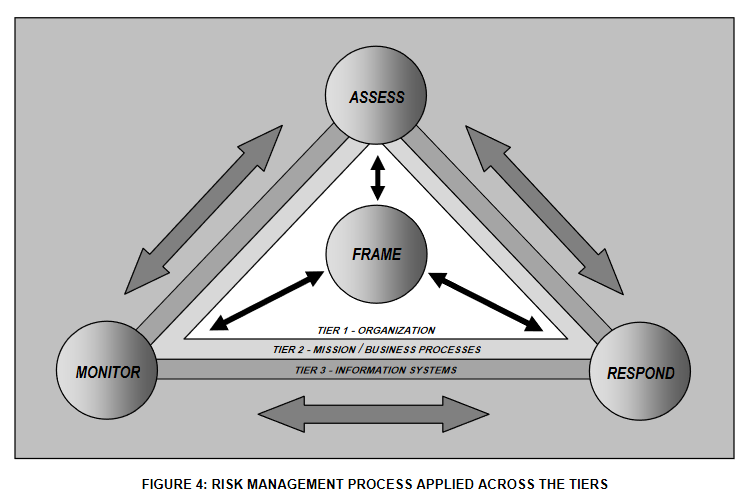 ASSESS
FRAME
TIER 1 - ORGANIZATION
TIER 2 - MISSION / BUSINESS PROCESSES
TIER 3 - INFORMATION SYSTEMS
MONITOR
RESPOND
FIGURE 4: RISK MANAGEMENT PROCESS APPLIED ACROSS THE TIERS